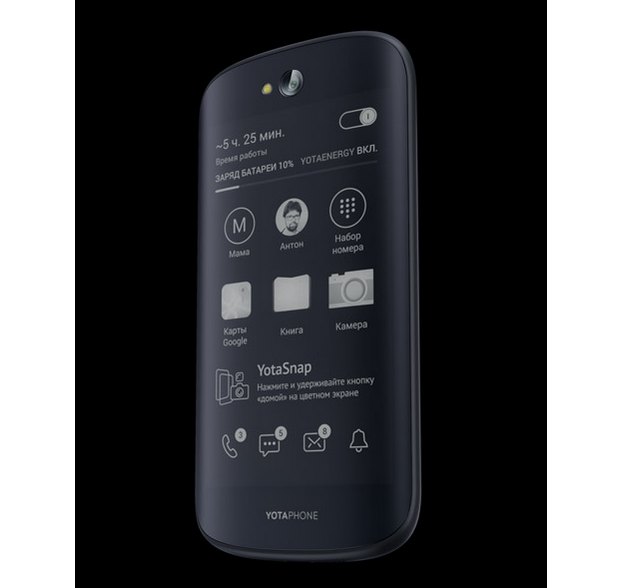 ~5 ч. 25 мин.
Время работы
ЗАРЯД БАТАРЕИ 10% YOTAENERGY ВКЛ.
М
Мама
Антон
Набор
номера
Карты
Google
Книга
Камера
YotaSnap
Нажмите и удерживайте кнопку
«домой» на цветном экране
3
5
8
YOTAPHONE